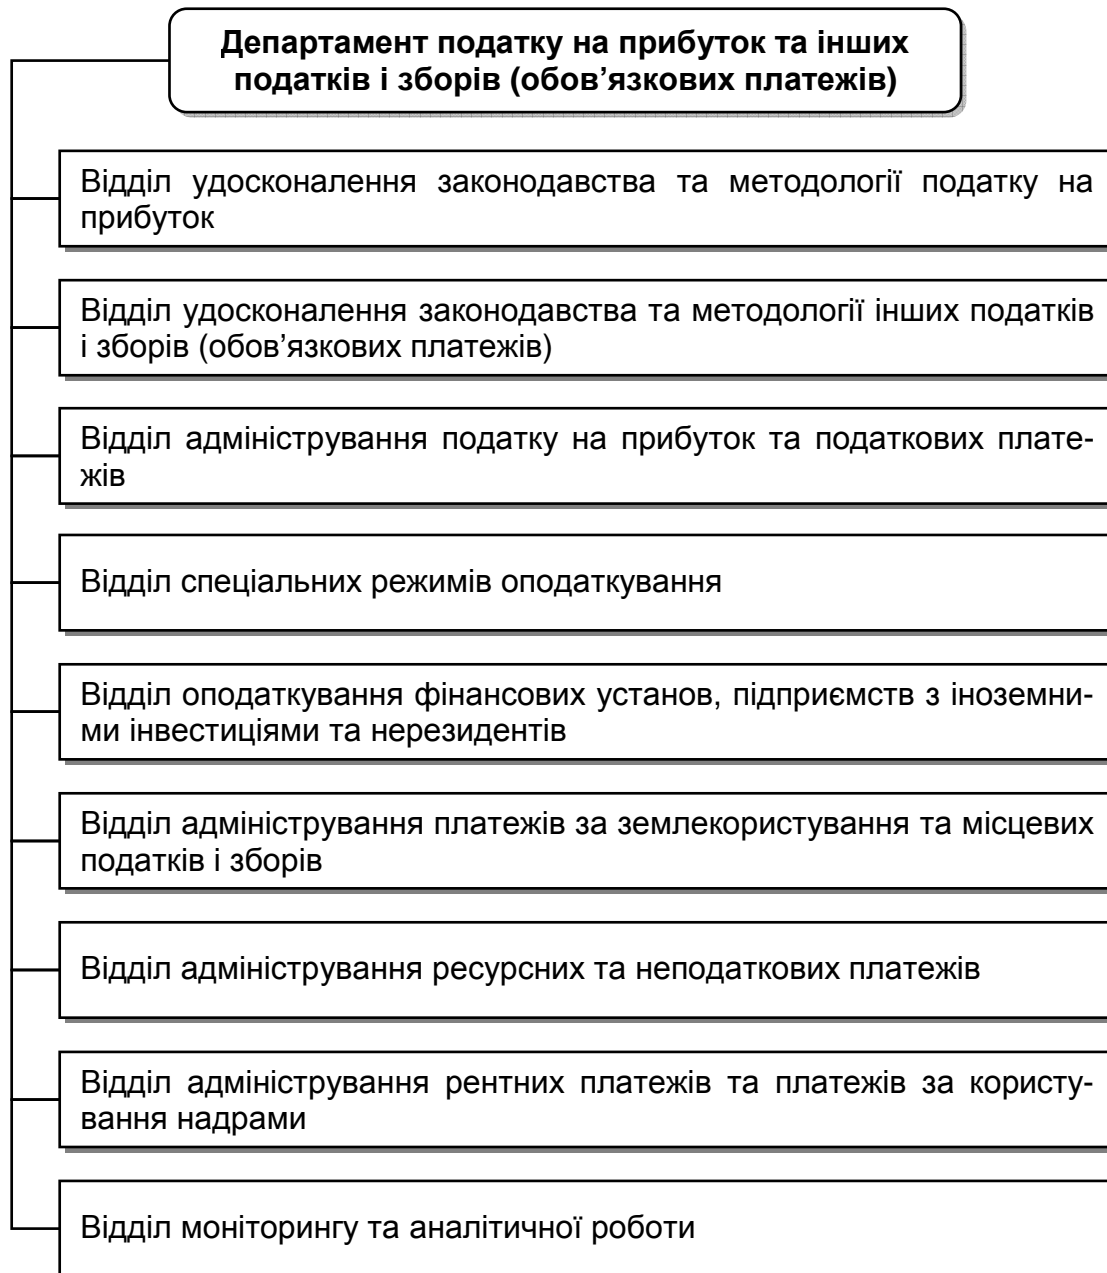 Департамент податку на прибуток та інших
податків і зборів (обов’язкових платежів)
Відділ удосконалення законодавства та методології податку на
прибуток
Відділ удосконалення законодавства та методології інших податків
і зборів (обов’язкових платежів)
Відділ адміністрування податку на прибуток та податкових плате-
жів
Відділ спеціальних режимів оподаткування
Відділ оподаткування фінансових установ, підприємств з іноземни-
ми інвестиціями та нерезидентів
Відділ адміністрування платежів за землекористування та місцевих
податків і зборів
Відділ адміністрування ресурсних та неподаткових платежів
Відділ адміністрування рентних платежів та платежів за користу-
вання надрами
Відділ моніторингу та аналітичної роботи